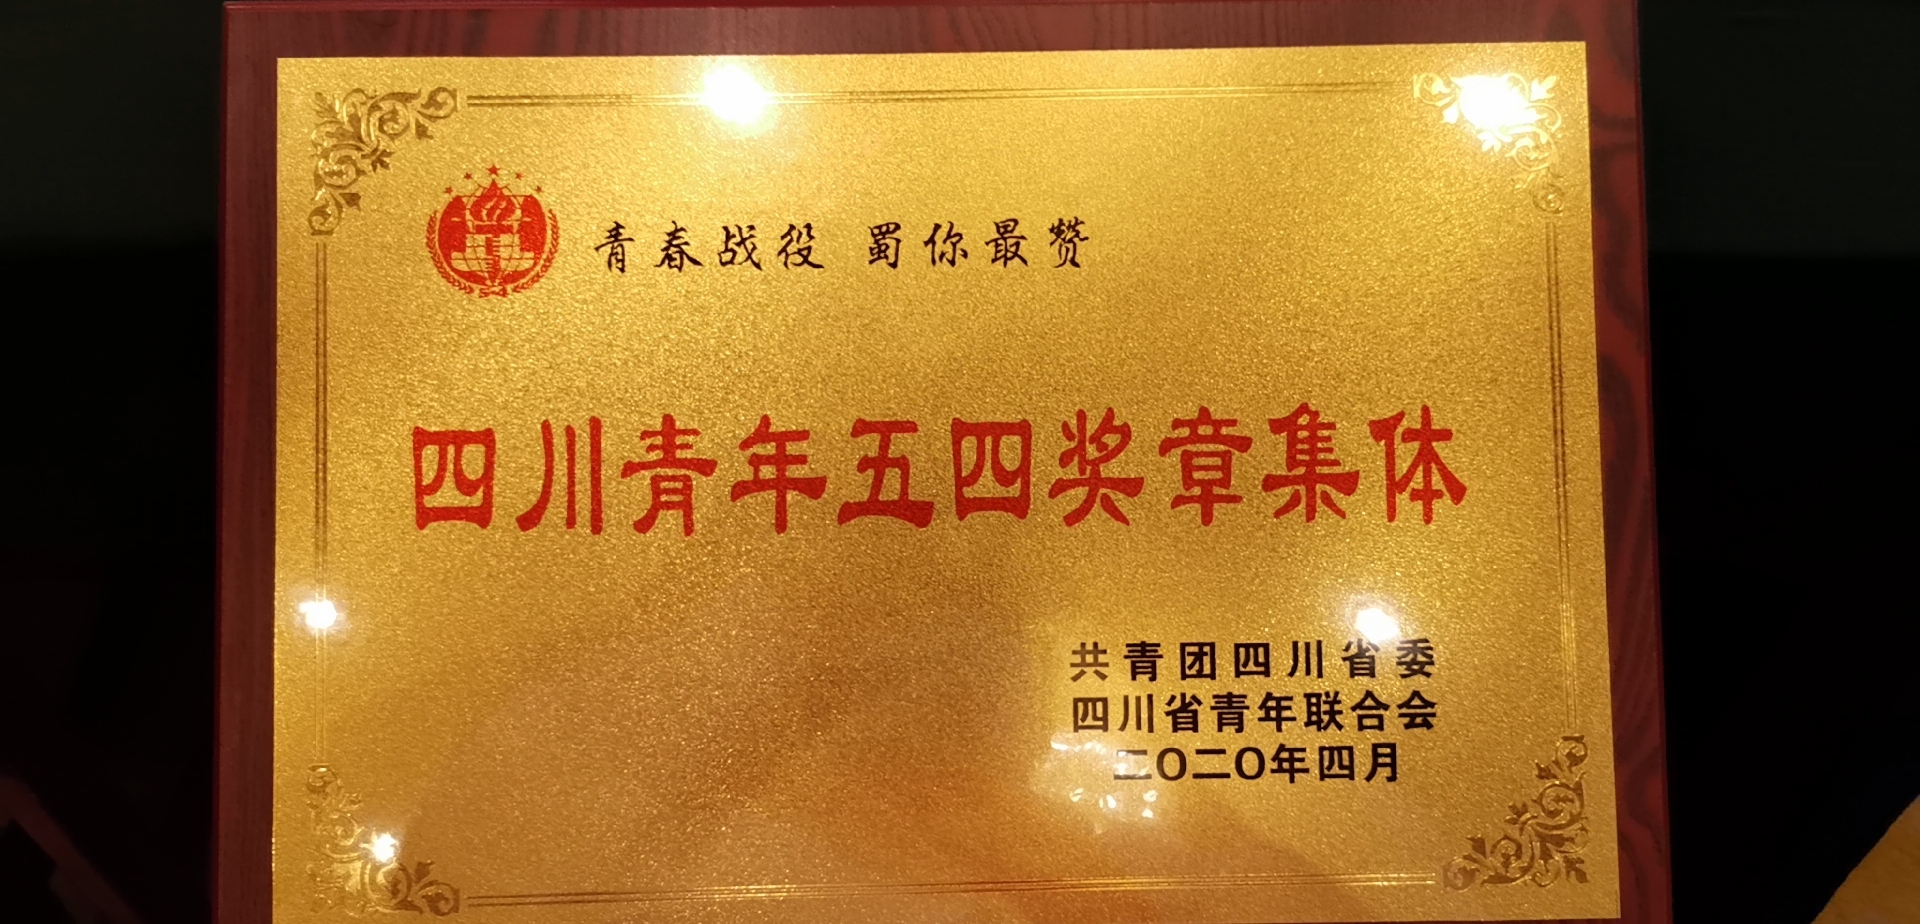 青春战役 蜀你最赞
四川青年五四奖章集体
共青团四川省委
四川省青年联合会
二〇二〇年四月